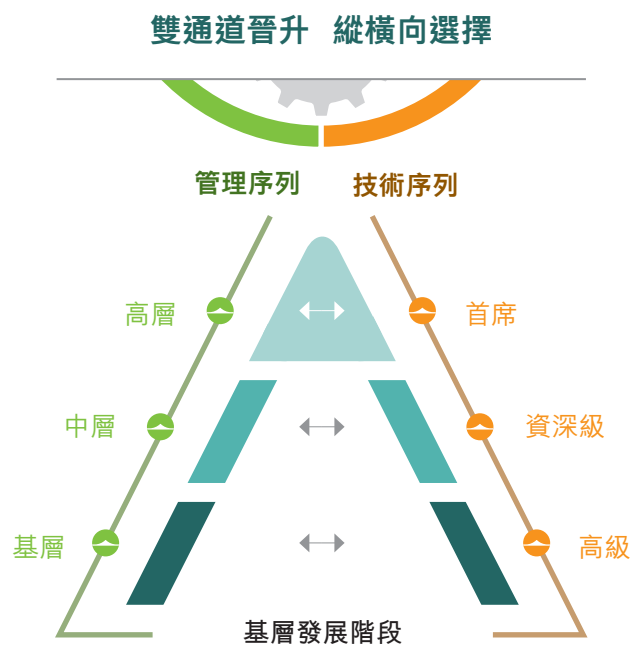 雙通道晉升 縱橫向選擇
管理序列 技術序列
高層 首席
中層 資深級
基層 高級
基層發展階段